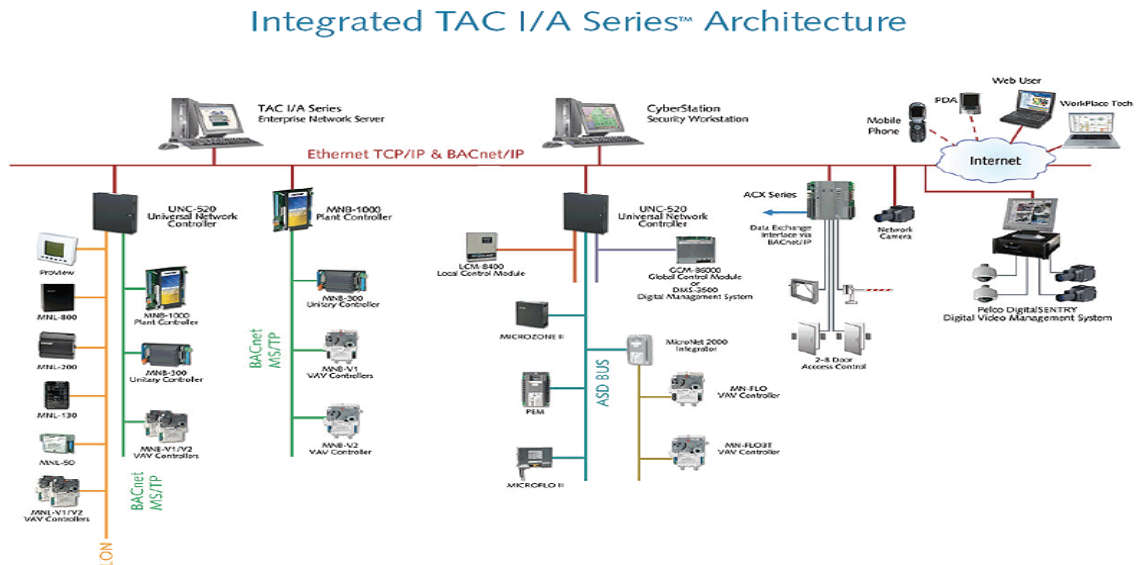 Integrated TAC I/A Series™ Architecture
TAC I/A Series
Enterprise Network Server
CyberStation
Security Workstation
Web User
PDA
WorkPlace Tech
Mobile
Phone
Internet
Ethernet TCP/IP & BACnet/IP
UNC-520
Universal Network
Controller
MNB-1000
Plant Controller
UNC-520
Universal Network
Controller
ACX Series
Data Exchange
Interface via
BACnet/IP
Network
Camera
ProView
LCM-8400
Local Control Module
GCM-86000
Global Control Module
or
DMS-3500
Digital Management System
MNL-800
MNB-1000
Plant Controller
MNB-300
Unitary Controller
Pelco DigitalSENTRY
Digital Video Management System
MICROZONE II
MicroNet 2000
Integrator
MNL-200
MNB-300
Unitary Controller
BACnet
MS/TP
MNB-V1
VAV Controllers
ASD BUS
2-8 Door
Acccess Control
MNL-130
PEM
MN-FLO
VAV Controller
MNL-50
MNB-V1/V2
VAV Controllers
MNB-V2
VAV Controller
MN-FLO3T
VAV Controller
BACnet
MS/TP
MICROFLO II
MNL-V1/V2
VAV Controllers
LON